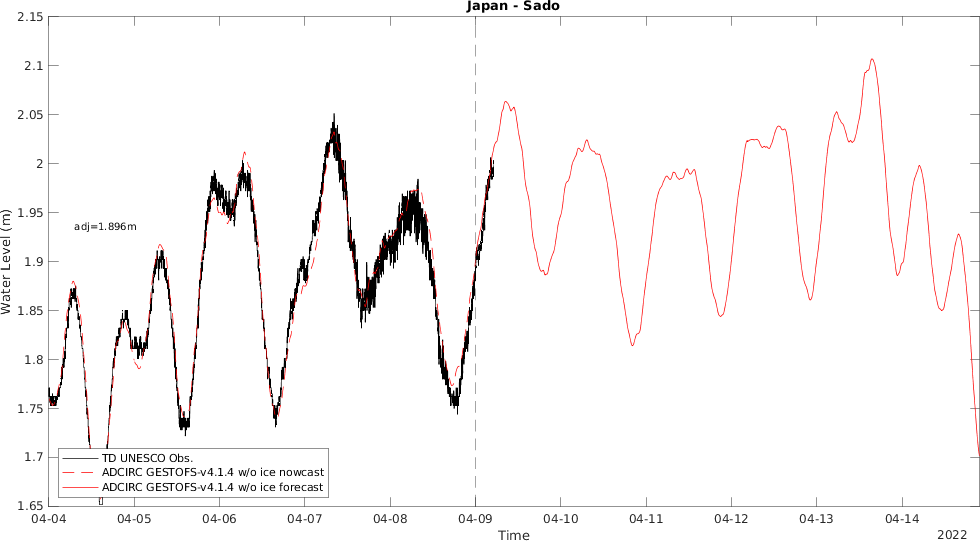 Japan - Sado
2.15
2.1
2.05
2
1.95
1.9
1.85
1.8
1.75
1.7
1.65
Water Level (m)
adj=1.896m
TD UNESCO Obs.
ADCIRC GESTOFS-v4.1.4 w/o ice nowcast
ADCIRC GESTOFS-v4.1.4 w/o ice forecast
04-04 04-05 04-06 04-07 04-08 04-09 04-10 04-11 04-12 04-13 04-14
Time
2022